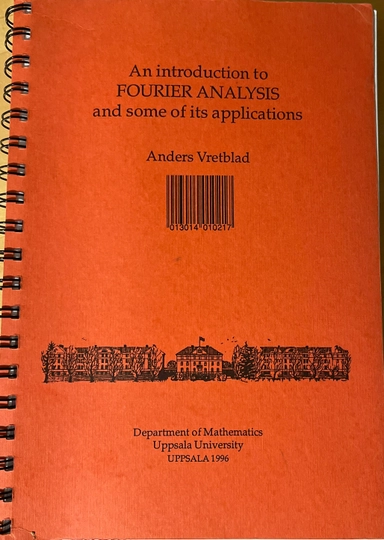 An introduction to
FOURIER ANALYSIS
and some of its applications
Anders Vretblad
013014 010217
Department of Mathematics
Uppsala University
UPPSALA 1996